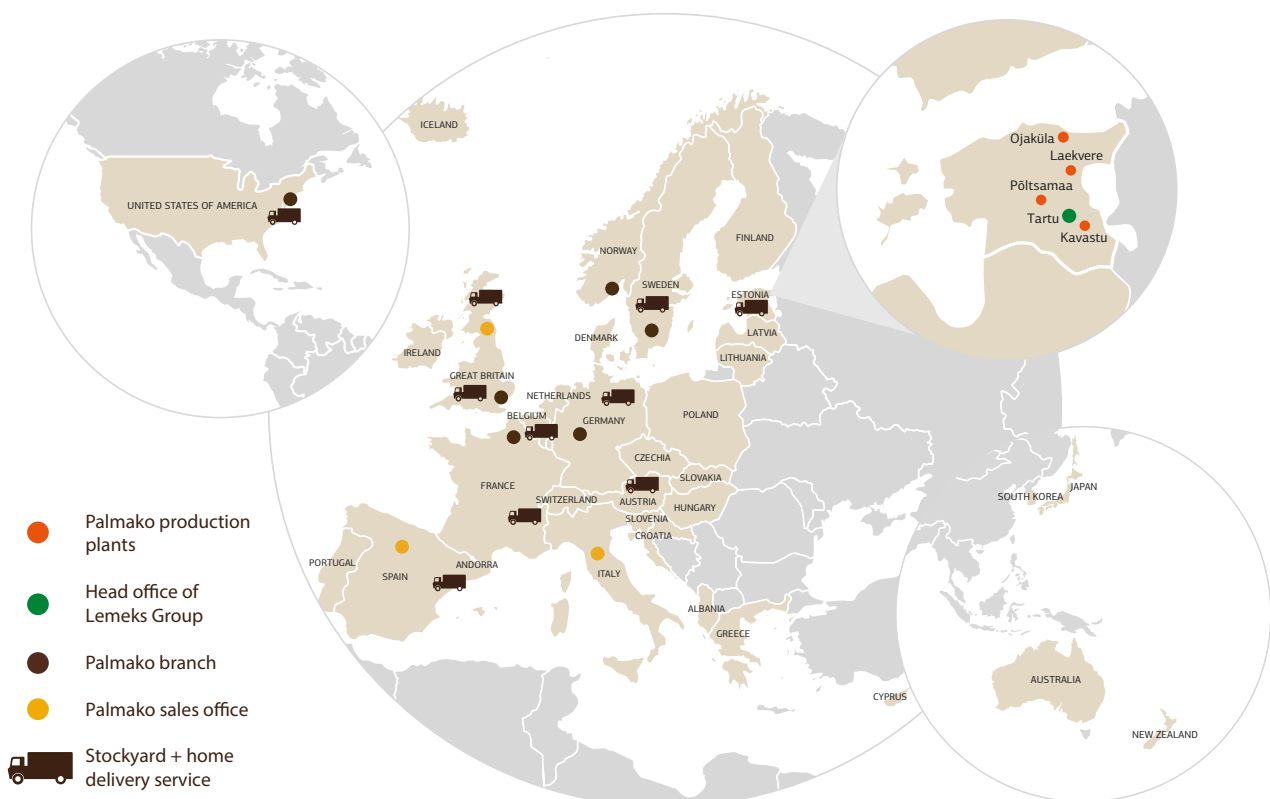 ICELAND
UNITED STATES OF AMERICA
Ojaküla
Laekvere
Põltsamaa
Tartu
Kavastu
NORWAY
FINLAND
SWEDEN
ESTONIA
DENMARK
LATVIA
IRELAND
LITHUANIA
GREAT BRITAIN
NETHERLANDS
BELGIUM
GERMANY
POLAND
CZECHIA
FRANCE
SWITZERLAND
SLOVAKIA
AUSTRIA
HUNGARY
SLOVENIA
CROATIA
PORTUGAL
SPAIN
ANDORRA
ITALY
ALBANIA
GREECE
CYPRUS
SOUTH KOREA
JAPAN
AUSTRALIA
NEW ZEALAND
Palmako production
plants
Head office of
Lemeks Group
Palmako branch
Palmako sales office
Stockyard + home
delivery service